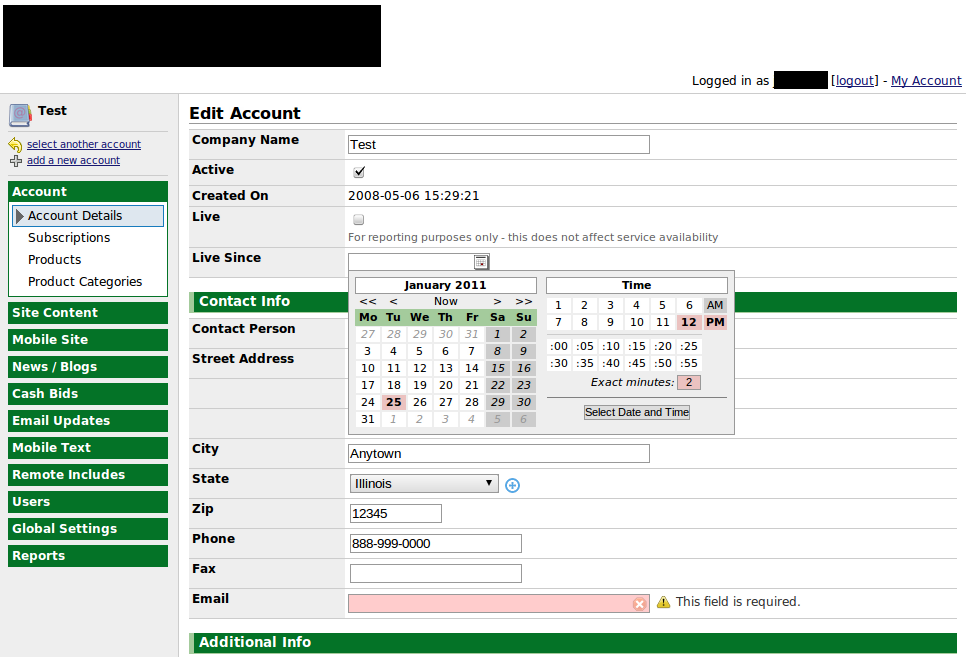 Logged in as [logout] - My Account
Test
select another account
add a new account
Account
Account Details
Subscriptions
Products
Product Categories
Site Content
Mobile Site
News / Blogs
Cash Bids
Email Updates
Mobile Text
Remote Includes
Users
Global Settings
Reports
Edit Account
Company Name Test
Active
Created On 2008-05-06 15:29:21
Live
For reporting purposes only - this does not affect service availability
Live Since
January 2011
<< < Now > >>
Mo Tu We Th Fr Sa Su
27 28 29 30 31 1 2
3 4 5 6 7 8 9
10 11 12 13 14 15 16
17 18 19 20 21 22 23
24 25 26 27 28 29 30
31 1 2 3 4 5 6
Time
1 2 3 4 5 6 AM
7 8 9 10 11 12 PM
:00 :05 :10 :15 :20 :25
:30 :35 :40 :45 :50 :55
Exact minutes: 2
Select Date and Time
Contact Info
Contact Person
Street Address
City Anytown
State Illinois
Zip 12345
Phone 888-999-0000
Fax
Email This field is required.
Additional Info